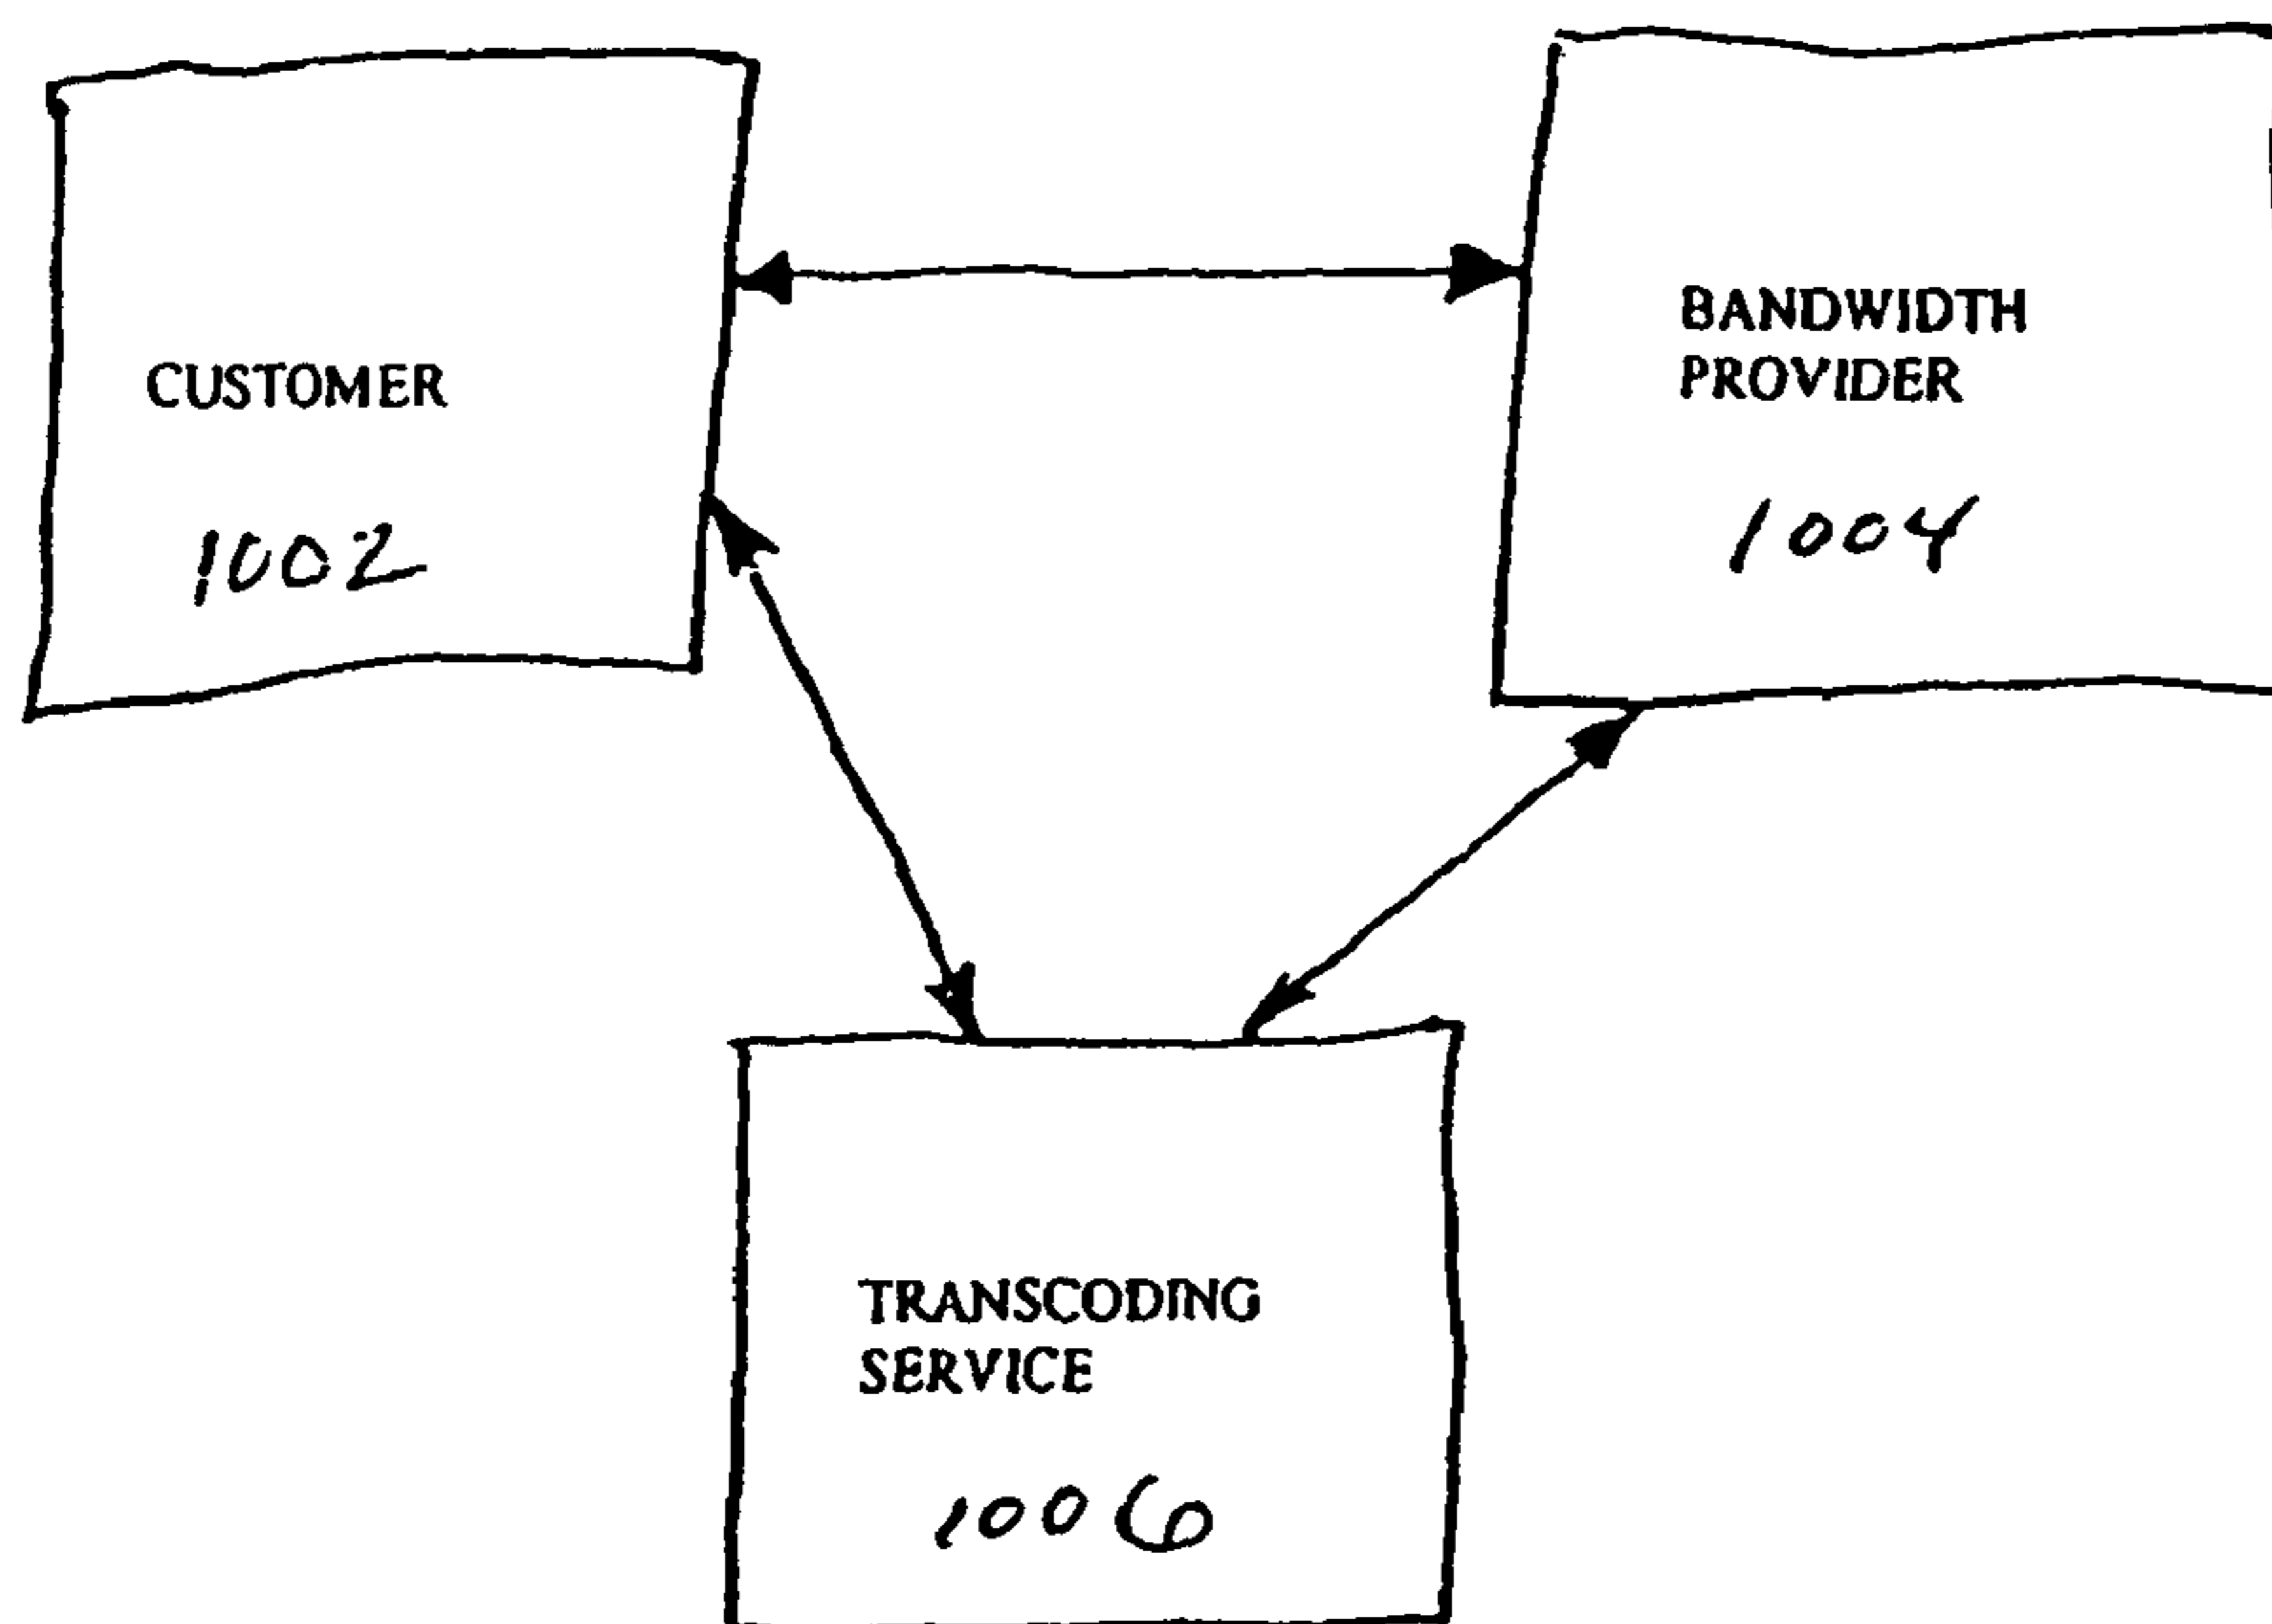 CUSTOMER
1002
BANDWIDTH
PROVIDER
1004
TRANSCODING
SERVICE
1006